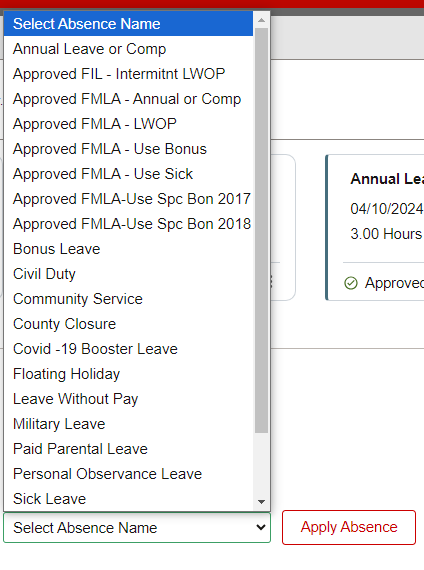 Select Absence Name
Annual Leave or Comp
Approved FIL - Intermitnt LWOP
Approved FMLA - Annual or Comp
Approved FMLA - LWOP
Approved FMLA - Use Bonus
Approved FMLA - Use Sick
Approved FMLA-Use Spc Bon 2017
Approved FMLA-Use Spc Bon 2018
Bonus Leave
Civil Duty
Community Service
County Closure
Covid -19 Booster Leave
Floating Holiday
Leave Without Pay
Military Leave
Paid Parental Leave
Personal Observance Leave
Sick Leave
Select Absence Name
Apply Absence
Annual Lea
04/10/2024
3.00 Hours
Approved